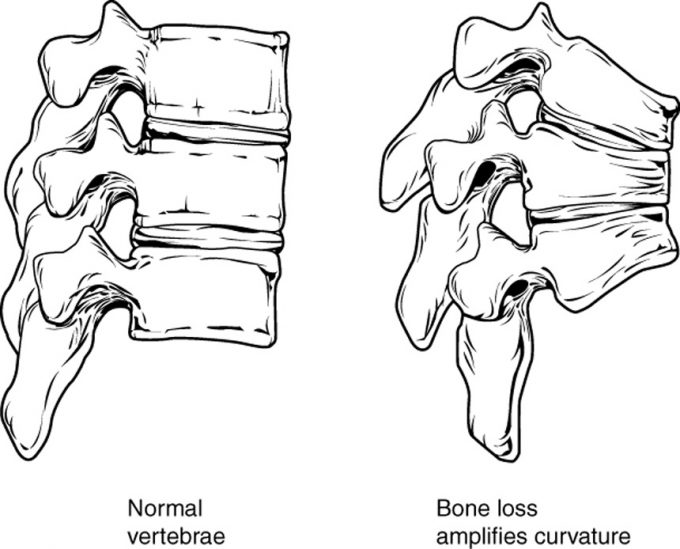 Normal
vertebrae
Bone loss
amplifies curvature